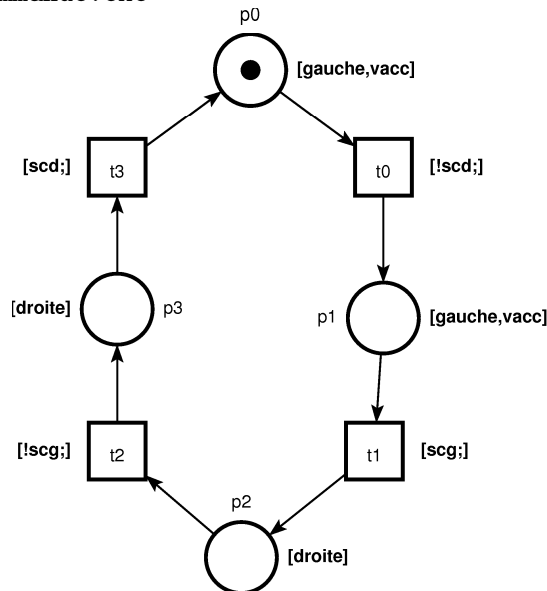 p0
[gauche,vacc]
[scd;]
t3
t0
[!scd;]
[droite]
p3
p1
[gauche,vacc]
[!scg;]
t2
t1
[scg;]
p2
[droite]